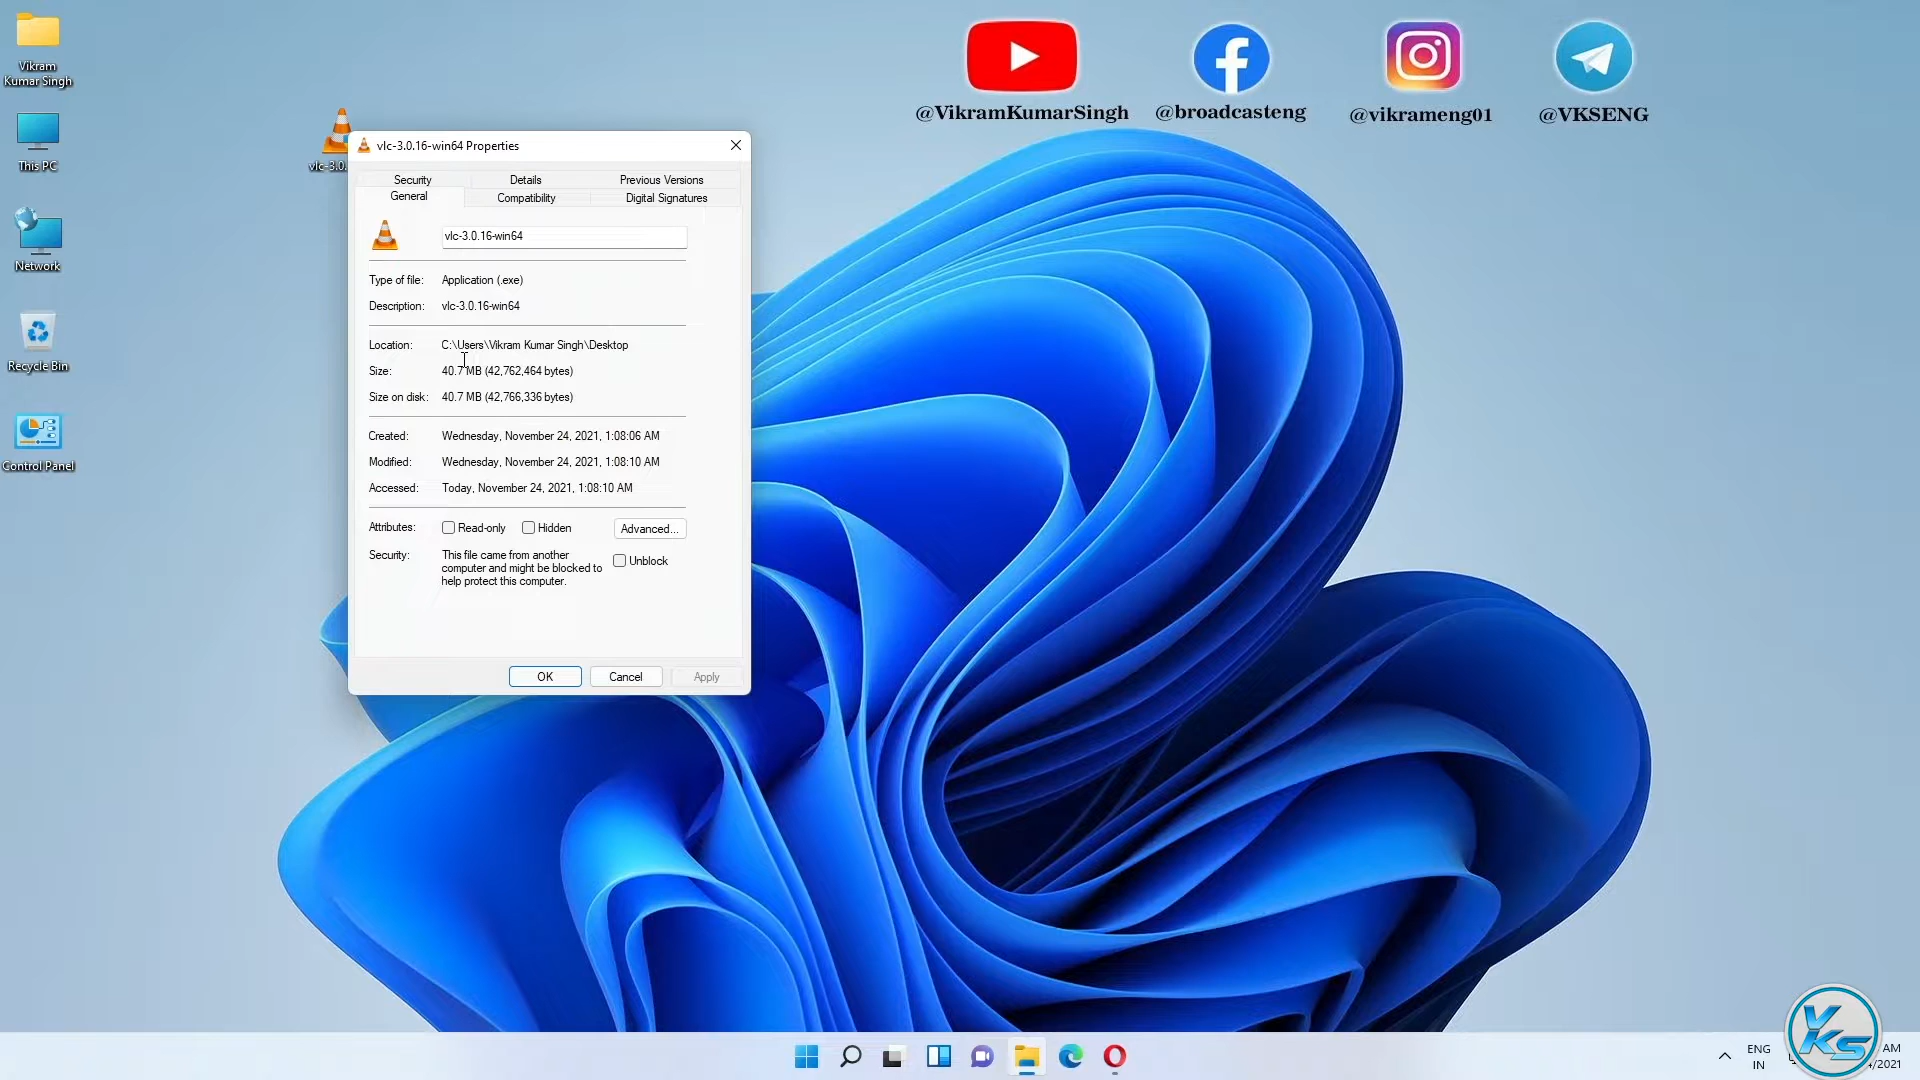 Vikram
Kumar Singh
This PC
Network
Recycle Bin
Control Panel
vlc-3.0.
@VikramKumarSingh
@broadcasteng
@vikrameng01
@VKSENG
vlc-3.0.16-win64 Properties
Security
Details
Previous Versions
General
Compatibility
Digital Signatures
vlc-3.0.16-win64
Type of file: Application (.exe)
Description: vlc-3.0.16-win64
Location: C:\Users\Vikram Kumar Singh\Desktop
Size: 40.7 MB (42,762,464 bytes)
Size on disk: 40.7 MB (42,766,336 bytes)
Created: Wednesday, November 24, 2021, 1:08:06 AM
Modified: Wednesday, November 24, 2021, 1:08:10 AM
Accessed: Today, November 24, 2021, 1:08:10 AM
Attributes: Read-only Hidden Advanced...
Security: This file came from another
computer and might be blocked to
help protect this computer.
Unblock
OK Cancel Apply
ENG
IN
AM
4/2021
VKS